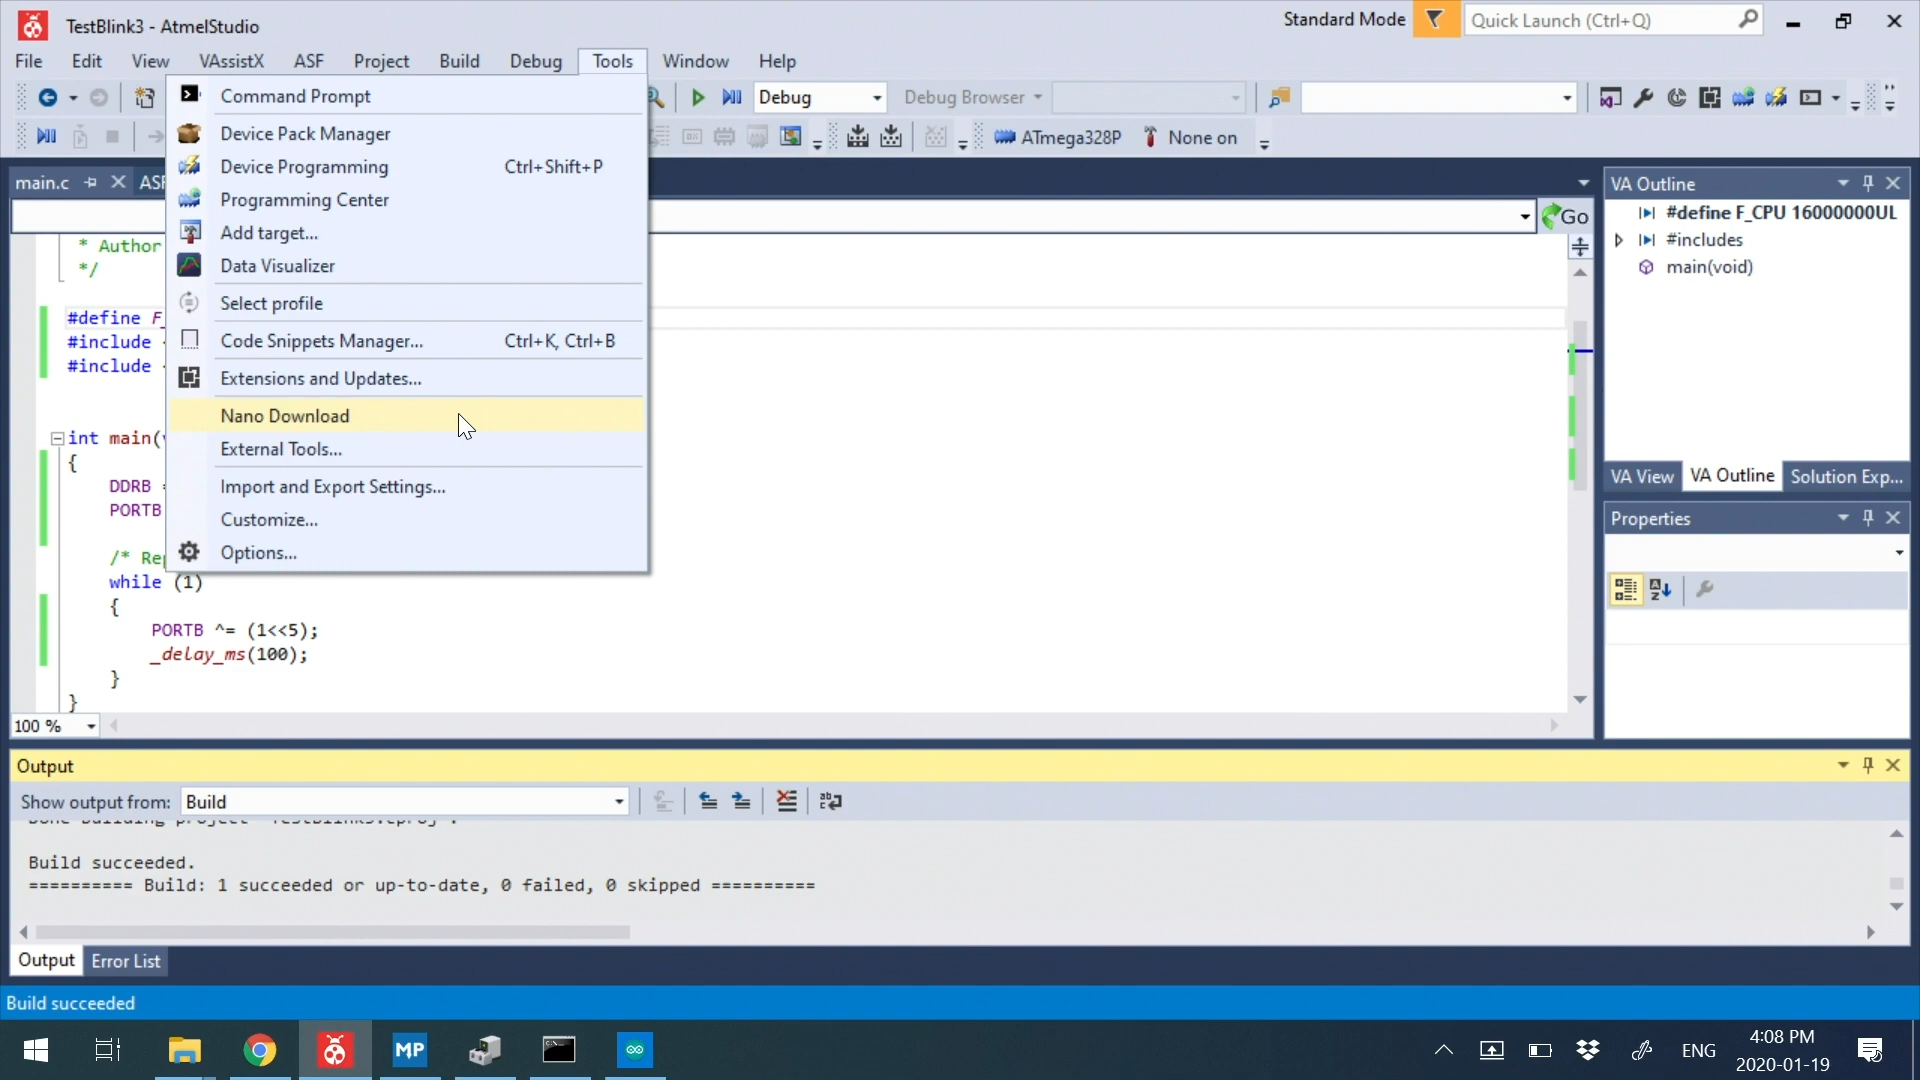 TestBlink3 - AtmelStudio
Standard Mode
Quick Launch (Ctrl+Q)
File Edit View VAssistX ASF Project Build Debug Tools Window Help
Debug
Debug Browser
ATmega328P
None on
Command Prompt
Device Pack Manager
Device Programming Ctrl+Shift+P
Programming Center
Add target...
Data Visualizer
Select profile
Code Snippets Manager... Ctrl+K, Ctrl+B
Extensions and Updates...
Nano Download
External Tools...
Import and Export Settings...
Customize...
Options...
main.c
Go
* Author
*/
#define
#include
#include
int main(
{
DDRB
PORTB
while (1)
{
PORTB ^= (1<<5);
_delay_ms(100);
}
}
100 %
VA Outline
#define F_CPU 16000000UL
#includes
main(void)
VA View VA Outline Solution Exp...
Properties
Output
Show output from: Build
Build succeeded.
========== Build: 1 succeeded or up-to-date, 0 failed, 0 skipped ==========
Output Error List
Build succeeded
MP
ENG
4:08 PM
2020-01-19